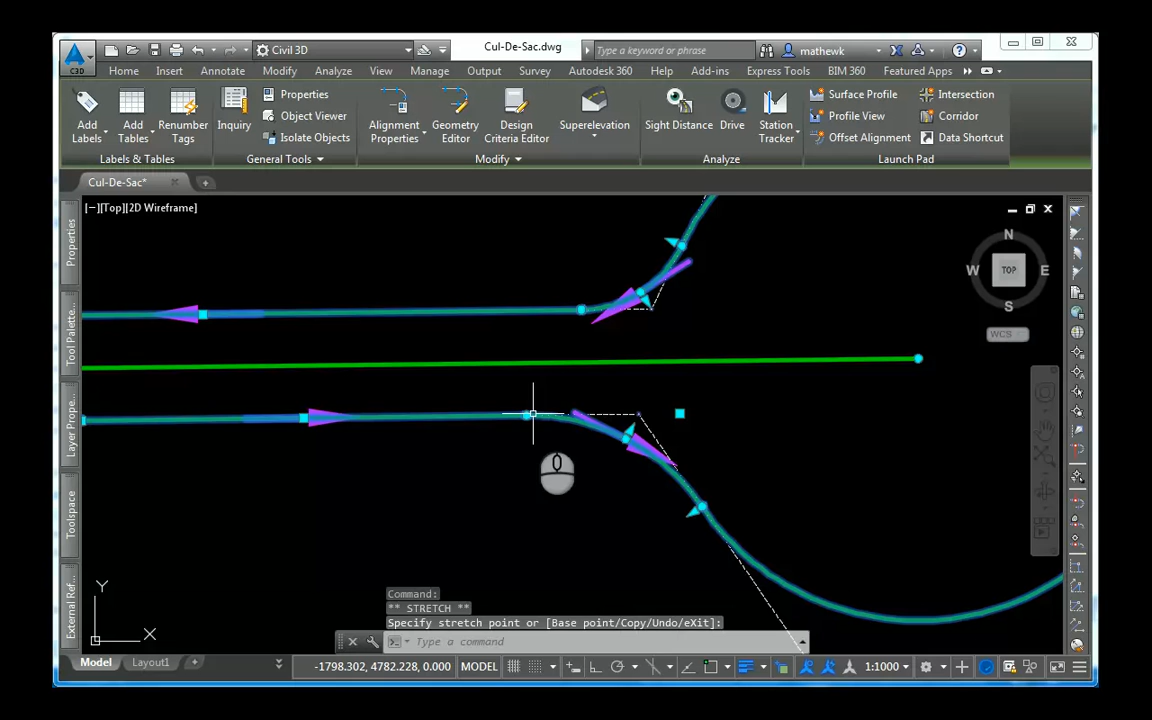 C3D
Civil 3D
Cul-De-Sac.dwg
Type a keyword or phrase
mathewk
Home Insert Annotate Modify Analyze View Manage Output Survey Autodesk 360 Help Add-ins Express Tools BIM 360 Featured Apps
Add Labels
Add Tables
Renumber Tags
Inquiry
Properties
Object Viewer
Isolate Objects
Alignment Properties
Geometry Editor
Design Criteria Editor
Superelevation
Sight Distance
Drive
Station Tracker
Surface Profile
Profile View
Offset Alignment
Intersection
Corridor
Data Shortcut
Labels & Tables
General Tools
Modify
Analyze
Launch Pad
Cul-De-Sac*
[−][Top][2D Wireframe]
Properties
Tool Palette...
Layer Prope...
Toolspace
External Ref...
N
W TOP E
S
WCS
0
Y
X
Command:
** STRETCH **
Specify stretch point or [Base point/Copy/Undo/eXit]:
Type a command
Model Layout1
-1798.302, 4782.228, 0.000 MODEL
1:1000